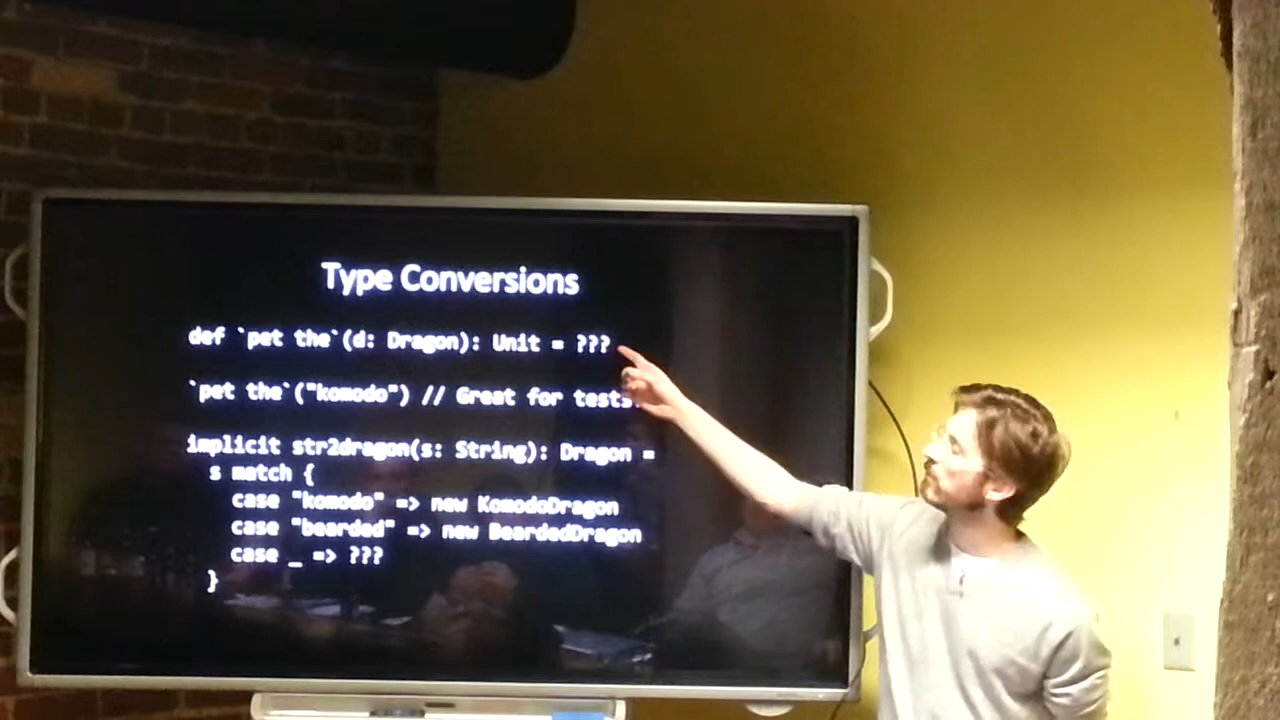 Type Conversions
def `pet the`(d: Dragon): Unit = ???
`pet the`("komodo") // Great for tests.
implicit str2dragon(s: String): Dragon =
s match {
case "komodo" => new KomodoDragon
case "bearded" => new BeardedDragon
case _ => ???
}